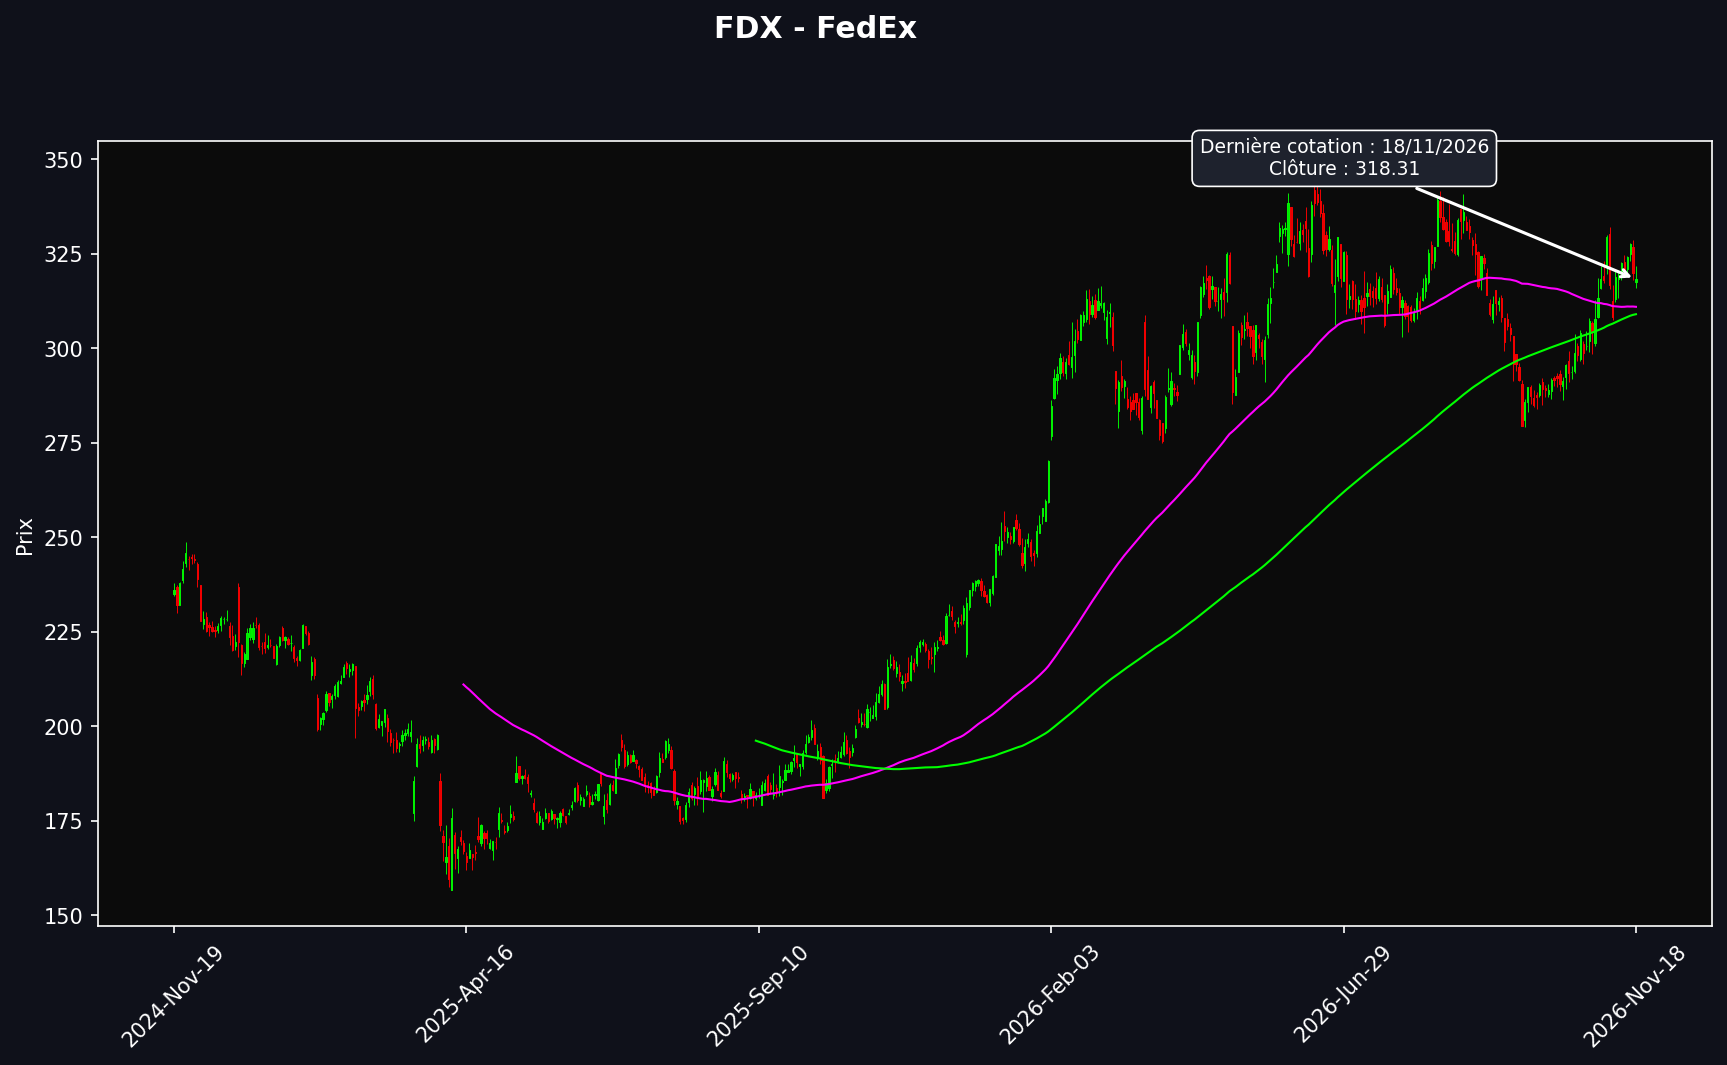 FDX - FedEx
Dernière cotation : 18/11/2026
Clôture : 318.31
350
325
300
275
250
225
200
175
150
Prix
2024-Nov-19
2025-Apr-16
2025-Sep-10
2026-Feb-03
2026-Jun-29
2026-Nov-18